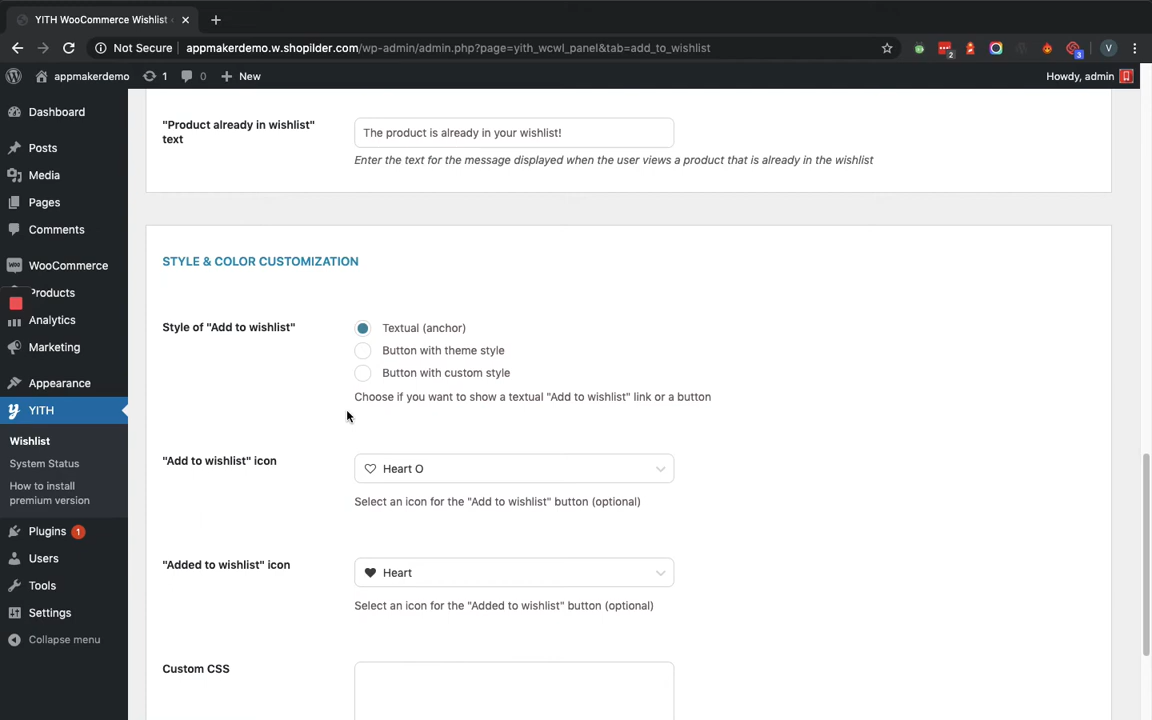 YITH WooCommerce Wishlist
Not Secure
appmakerdemo.w.shopilder.com/wp-admin/admin.php?page=yith_wcwl_panel&tab=add_to_wishlist
2
3
V
appmakerdemo
1
0
New
Howdy, admin
Dashboard
Posts
Media
Pages
Comments
WooCommerce
Products
Analytics
Marketing
Appearance
YITH
Wishlist
System Status
How to install
premium version
Plugins 1
Users
Tools
Settings
Collapse menu
"Product already in wishlist"
text
The product is already in your wishlist!
Enter the text for the message displayed when the user views a product that is already in the wishlist
STYLE & COLOR CUSTOMIZATION
Style of "Add to wishlist"
Textual (anchor)
Button with theme style
Button with custom style
Choose if you want to show a textual "Add to wishlist" link or a button
"Add to wishlist" icon
Heart O
Select an icon for the "Add to wishlist" button (optional)
"Added to wishlist" icon
Heart
Select an icon for the "Added to wishlist" button (optional)
Custom CSS